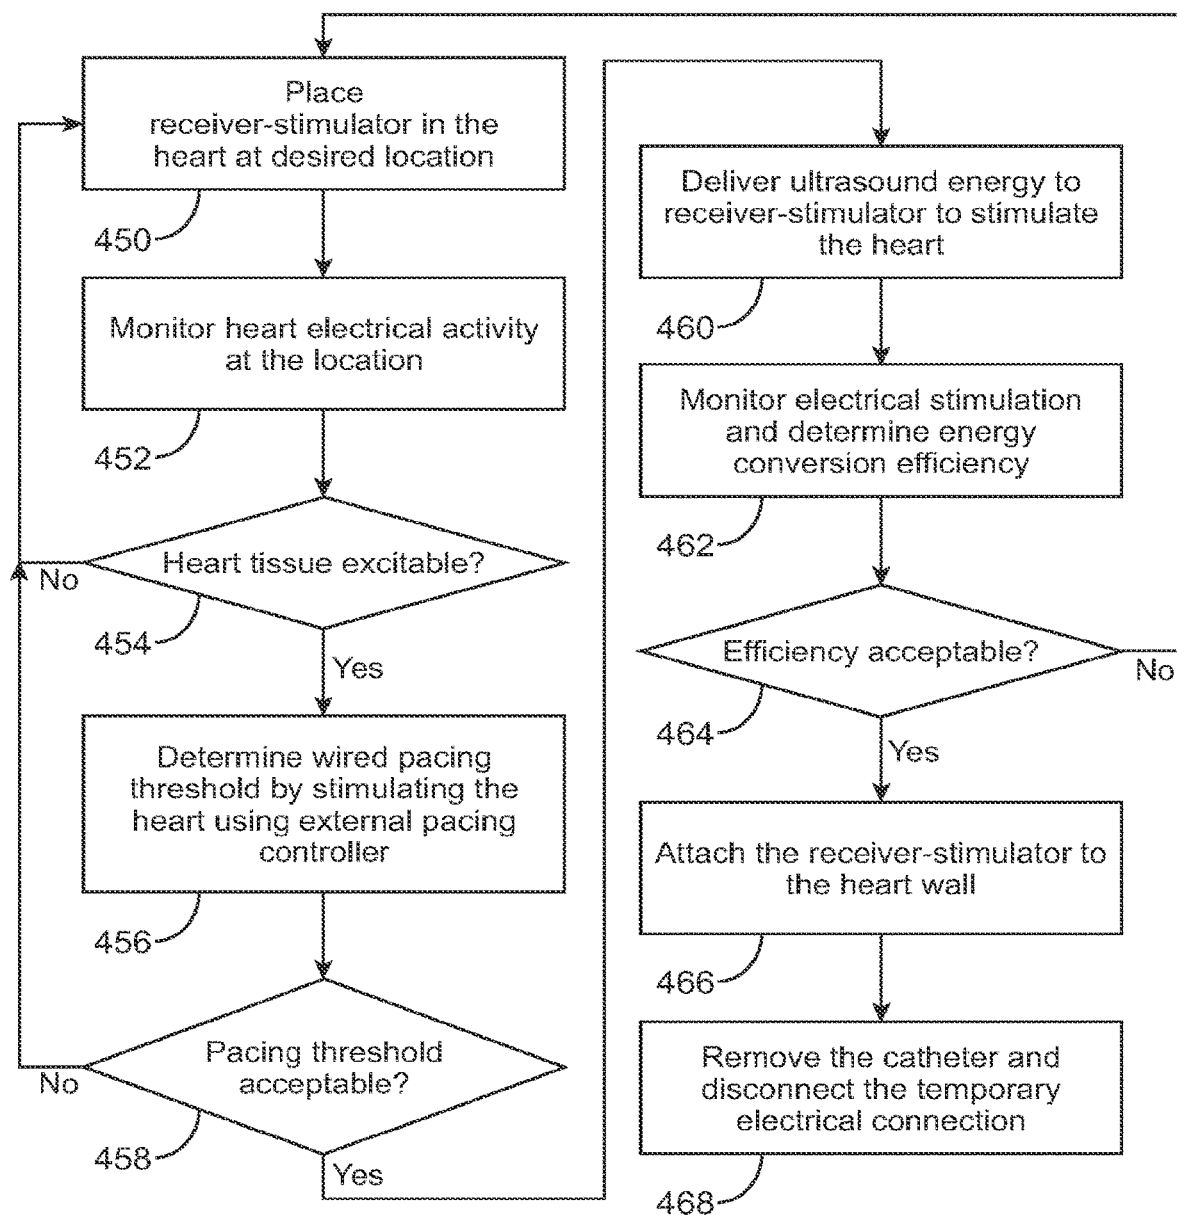 Place
receiver-stimulator in the
heart at desired location
450
Monitor heart electrical activity
at the location
452
Heart tissue excitable?
No
454
Yes
Determine wired pacing
threshold by stimulating the
heart using external pacing
controller
456
Pacing threshold
acceptable?
No
458
Yes
Deliver ultrasound energy to
receiver-stimulator to stimulate
the heart
460
Monitor electrical stimulation
and determine energy
conversion efficiency
462
Efficiency acceptable?
No
464
Yes
Attach the receiver-stimulator to
the heart wall
466
Remove the catheter and
disconnect the temporary
electrical connection
468